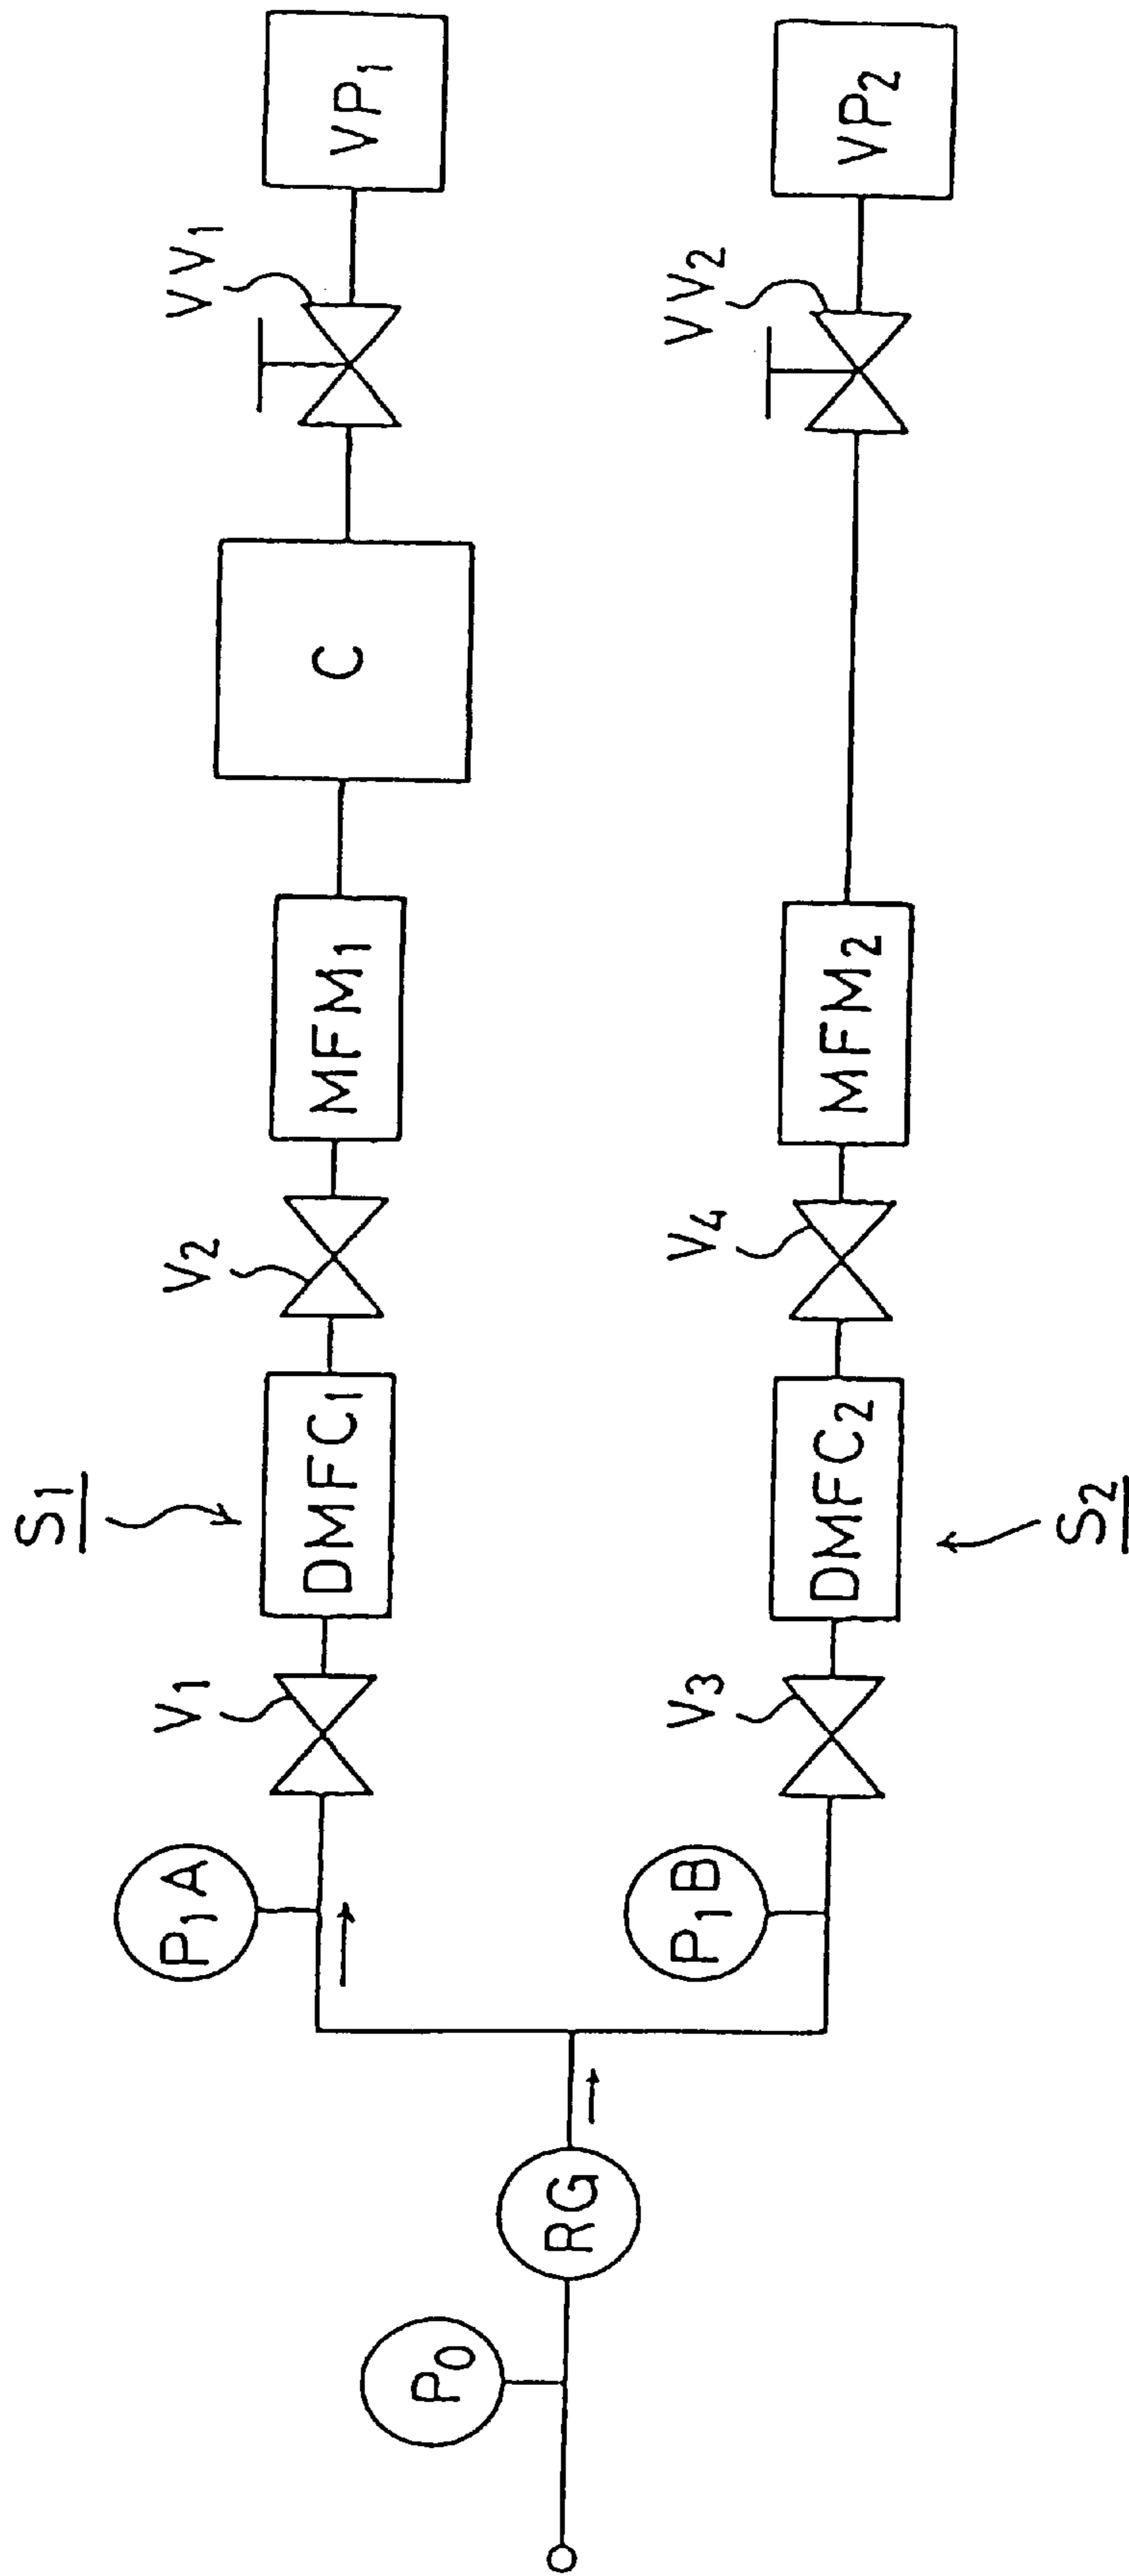 S₁
V₁
V₂
VV₁
P₁A
DMFC₁
MFM₁
C
VP₁
P₀
RG
V₃
V₄
VV₂
P₁B
DMFC₂
MFM₂
VP₂
S₂